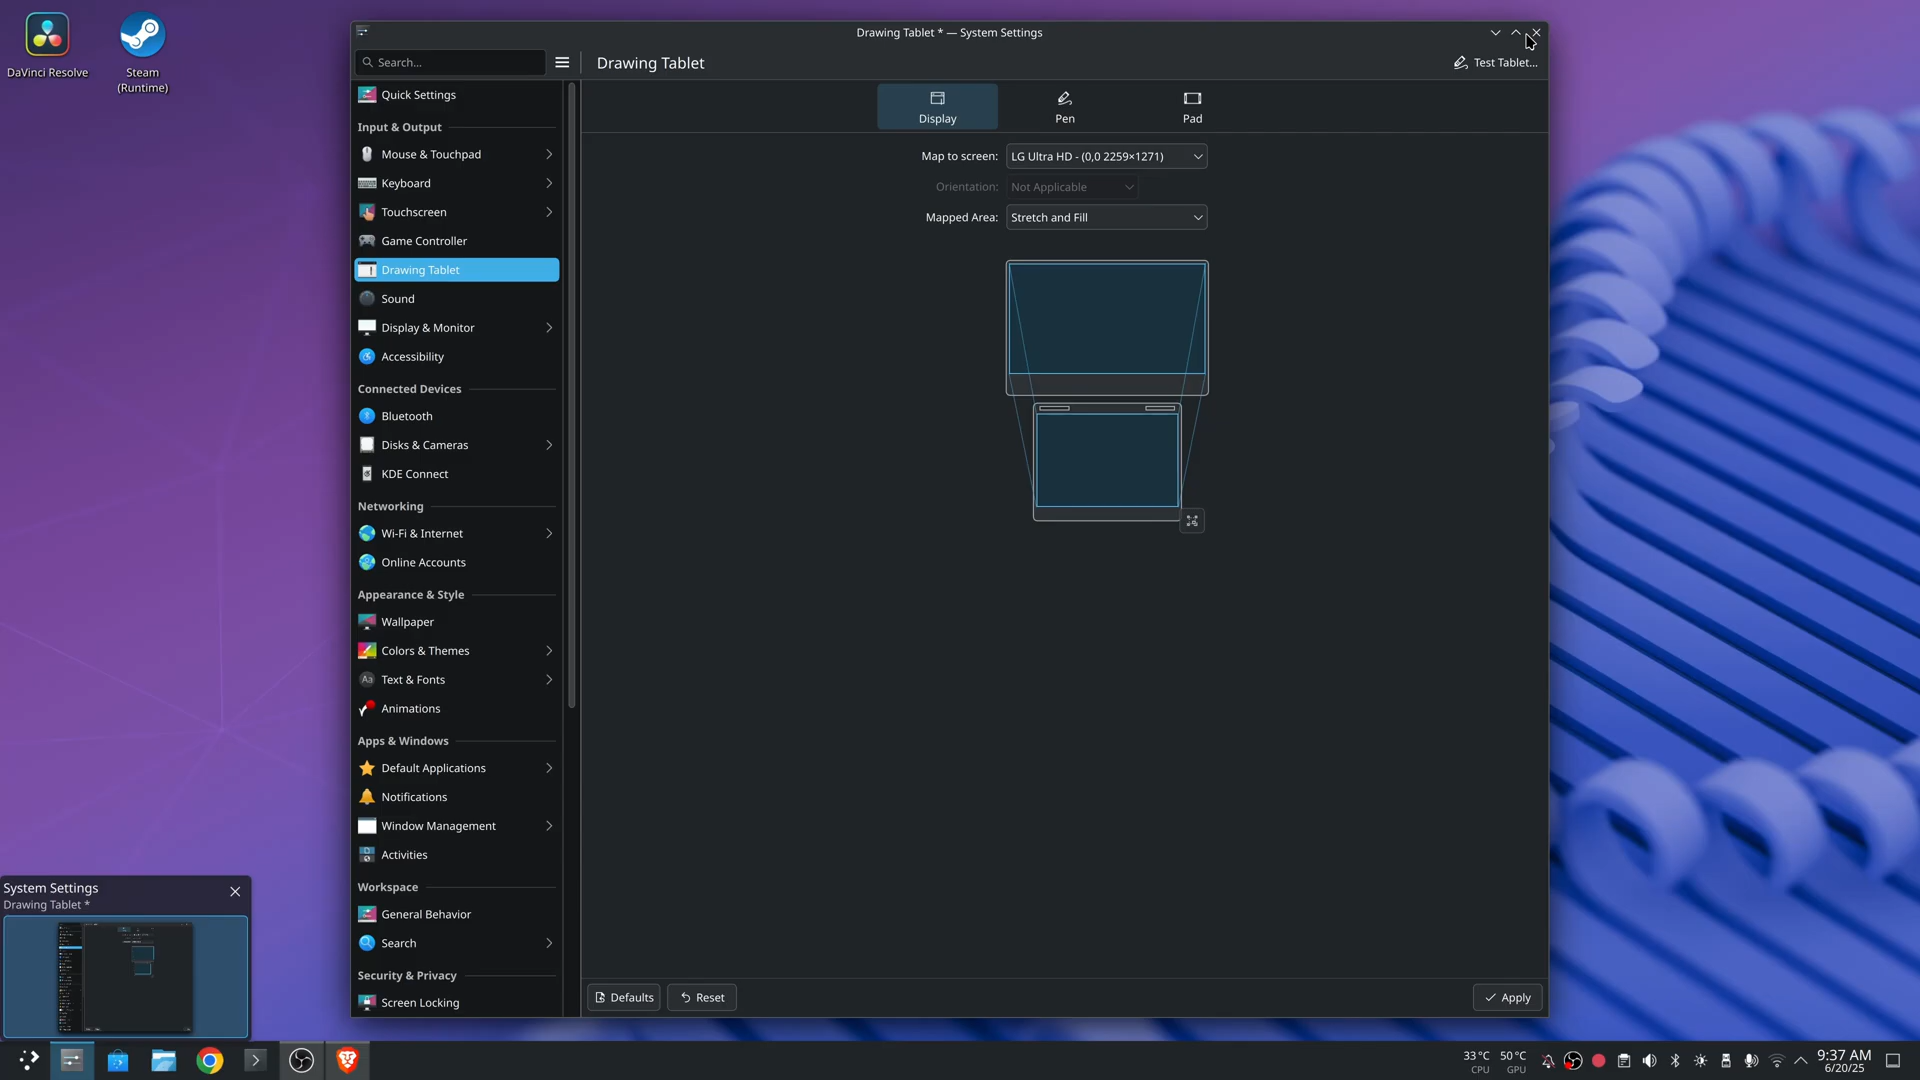 DaVinci Resolve
Steam
(Runtime)
Drawing Tablet * — System Settings
Search...
Drawing Tablet
Test Tablet...
Quick Settings
Input & Output
Mouse & Touchpad
Keyboard
Touchscreen
Game Controller
Drawing Tablet
Sound
Display & Monitor
Accessibility
Connected Devices
Bluetooth
Disks & Cameras
KDE Connect
Networking
Wi-Fi & Internet
Online Accounts
Appearance & Style
Wallpaper
Colors & Themes
Text & Fonts
Animations
Apps & Windows
Default Applications
Notifications
Window Management
Activities
Workspace
General Behavior
Search
Security & Privacy
Screen Locking
Display
Pen
Pad
Map to screen: LG Ultra HD - (0,0 2259×1271)
Orientation: Not Applicable
Mapped Area: Stretch and Fill
Defaults
Reset
Apply
System Settings
Drawing Tablet *
33°C
CPU
50°C
GPU
9:37 AM
6/20/25